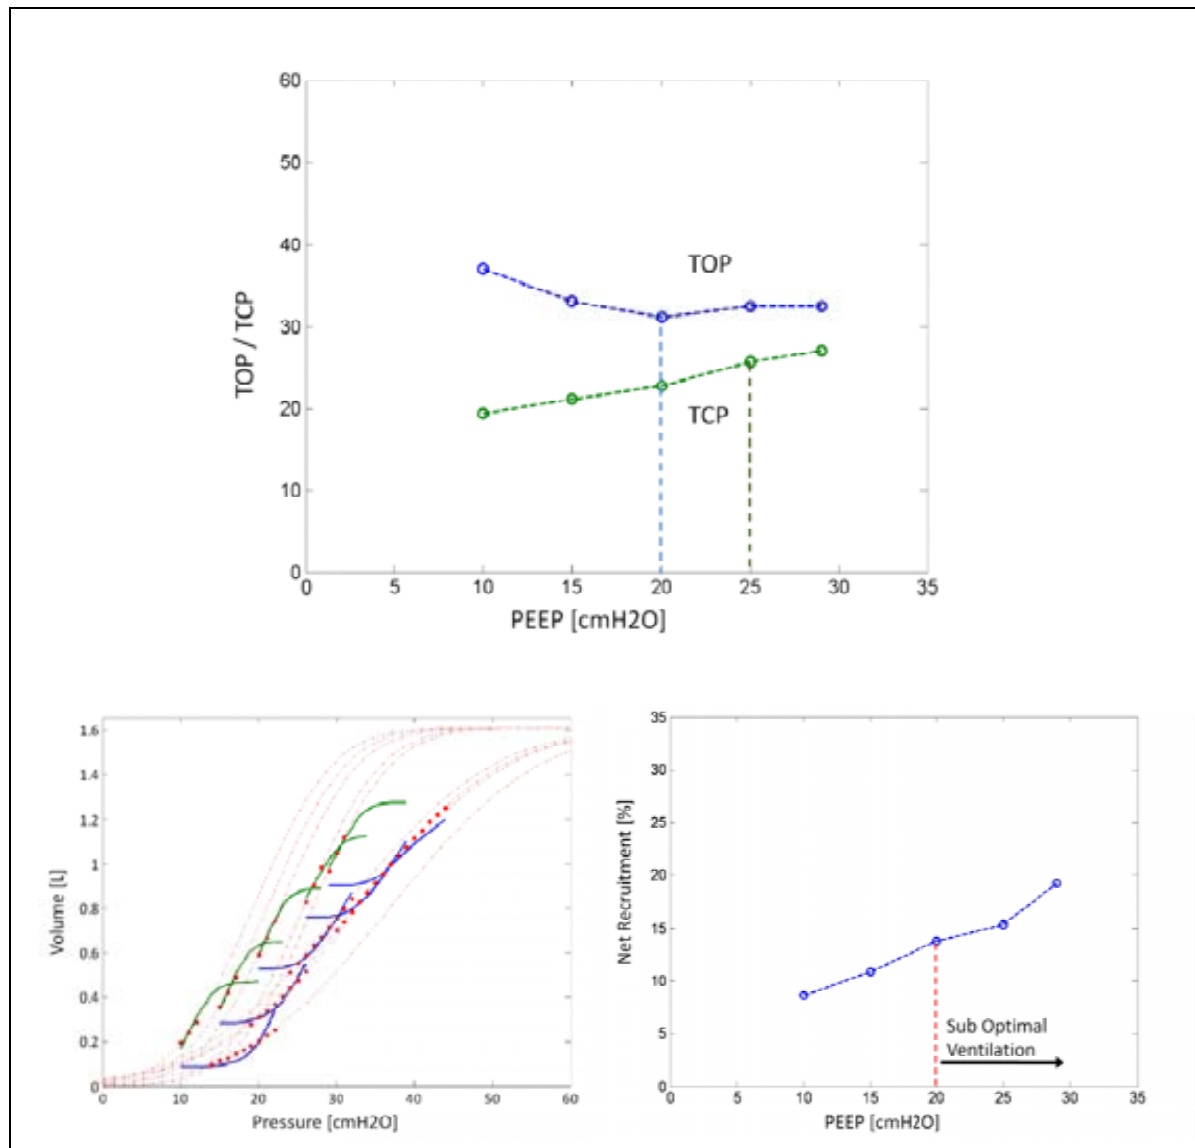 60
50
40
30
20
10
0
TOP / TCP
TOP
TCP
0 5 10 15 20 25 30 35
PEEP [cmH2O]
1.6
1.4
1.2
1
0.8
0.6
0.4
0.2
0
Volume [L]
0 10 20 30 40 50 60
Pressure [cmH2O]
35
30
25
20
15
10
5
0
Net Recruitment [%]
Sub Optimal
Ventilation
0 5 10 15 20 25 30 35
PEEP [cmH2O]